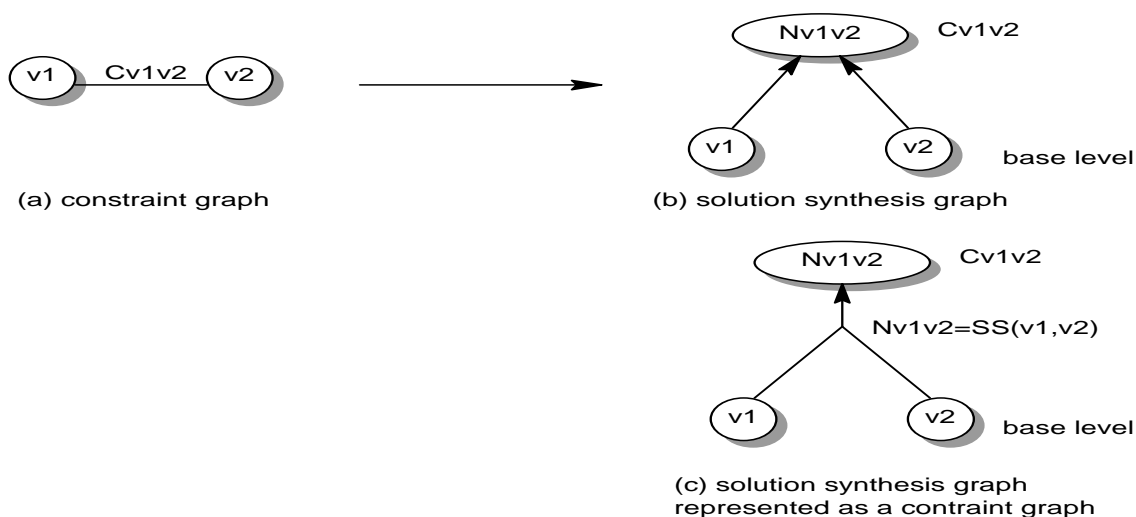 v1
Cv1v2
v2
(a) constraint graph
Nv1v2
Cv1v2
v1
v2
base level
(b) solution synthesis graph
Nv1v2
Cv1v2
Nv1v2=SS(v1,v2)
v1
v2
base level
(c) solution synthesis graph
represented as a contraint graph